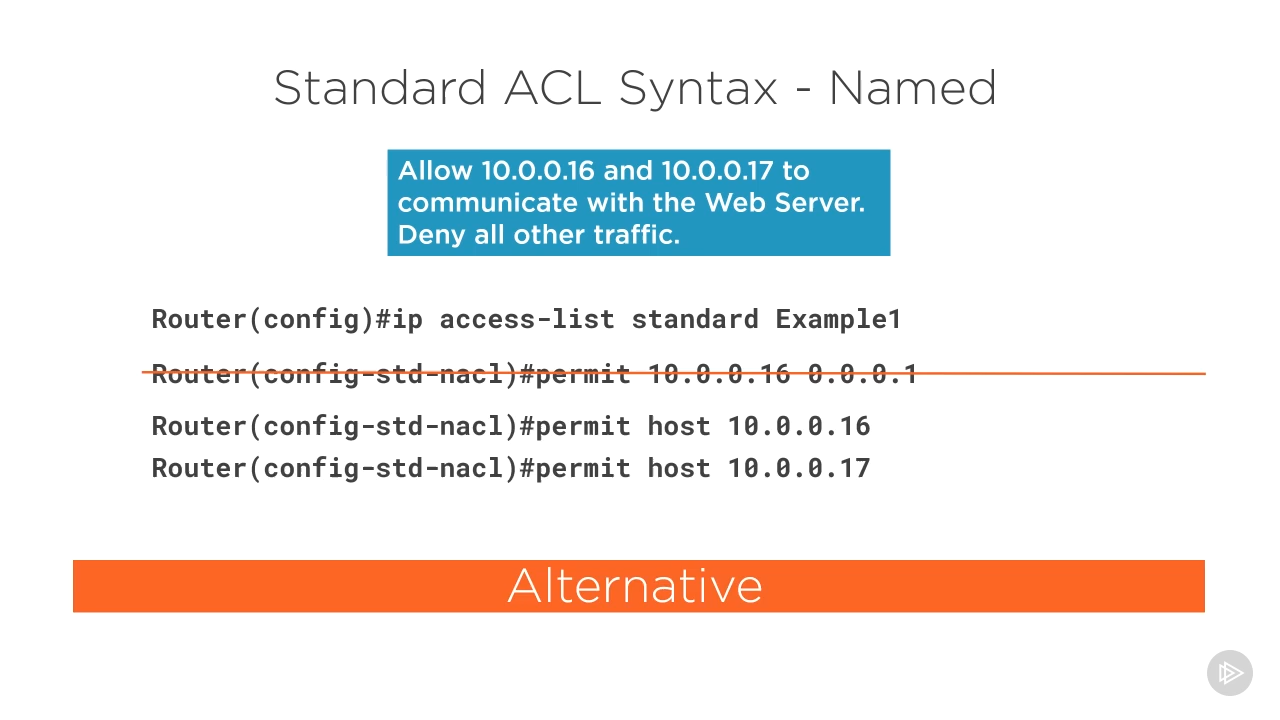 Standard ACL Syntax - Named
Allow 10.0.0.16 and 10.0.0.17 to
communicate with the Web Server.
Deny all other traffic.
Router(config)#ip access-list standard Example1
Router(config-std-nacl)#permit 10.0.0.16 0.0.0.1
Router(config-std-nacl)#permit host 10.0.0.16
Router(config-std-nacl)#permit host 10.0.0.17
Alternative